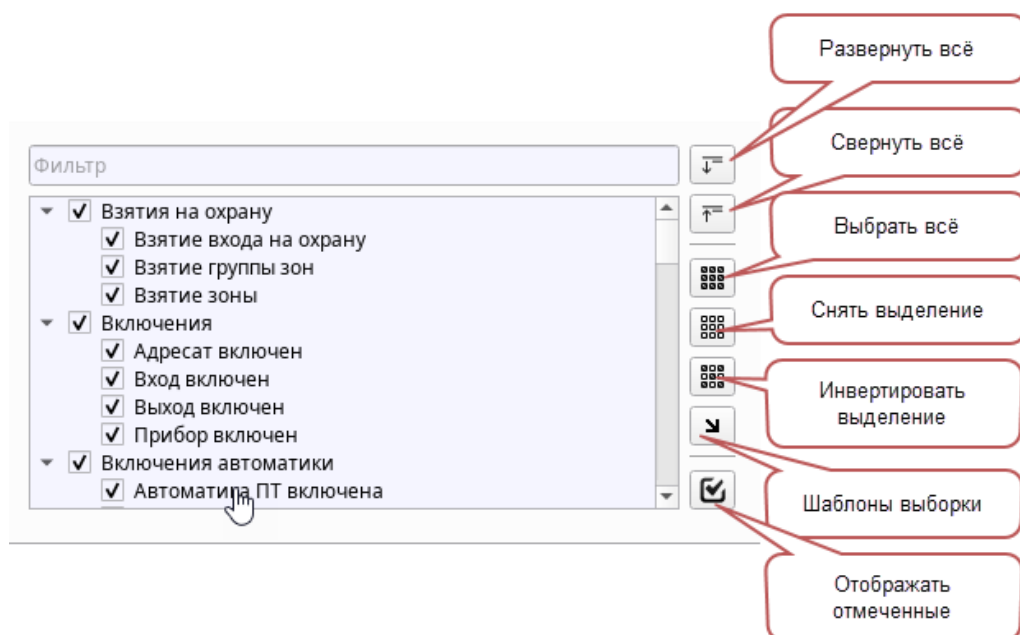 Развернуть всё
Свернуть всё
Фильтр
Взятия на охрану
Взятие входа на охрану
Взятие группы зон
Взятие зоны
Включения
Адресат включен
Вход включен
Выход включен
Прибор включен
Включения автоматики
Автоматика ПТ включена
Выбрать всё
Снять выделение
Инвертировать
выделение
Шаблоны выборки
Отображать
отмеченные